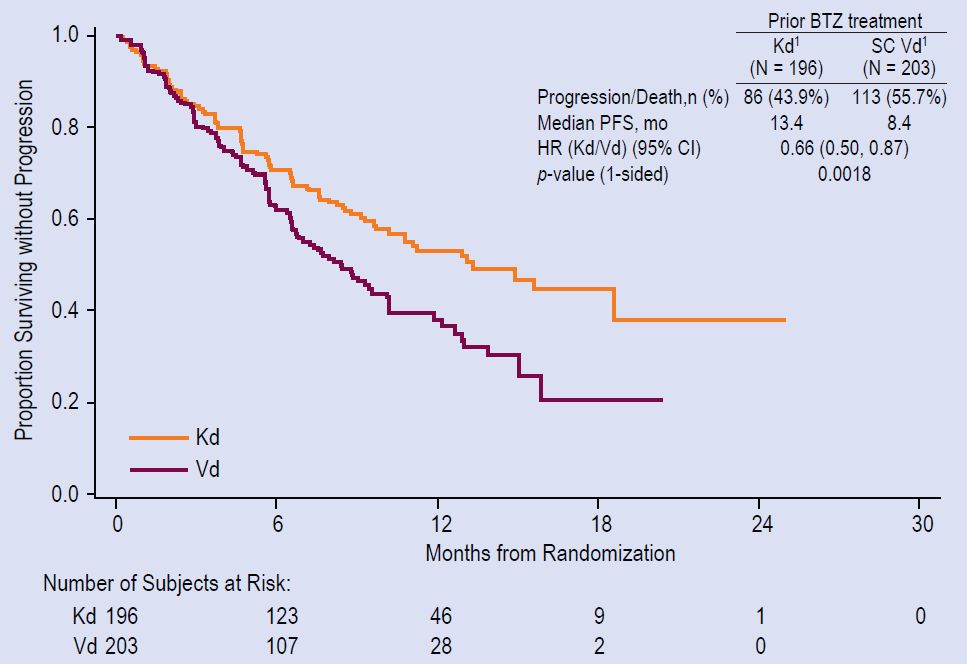 Prior BTZ treatment
Kd1 SC Vd1
(N = 196) (N = 203)
Progression/Death,n (%) 86 (43.9%) 113 (55.7%)
Median PFS, mo 13.4 8.4
HR (Kd/Vd) (95% CI) 0.66 (0.50, 0.87)
p-value (1-sided) 0.0018
Proportion Surviving without Progression
1.0
0.8
0.6
0.4
0.2
0.0
Kd
Vd
0 6 12 18 24 30
Months from Randomization
Number of Subjects at Risk:
Kd 196 123 46 9 1 0
Vd 203 107 28 2 0